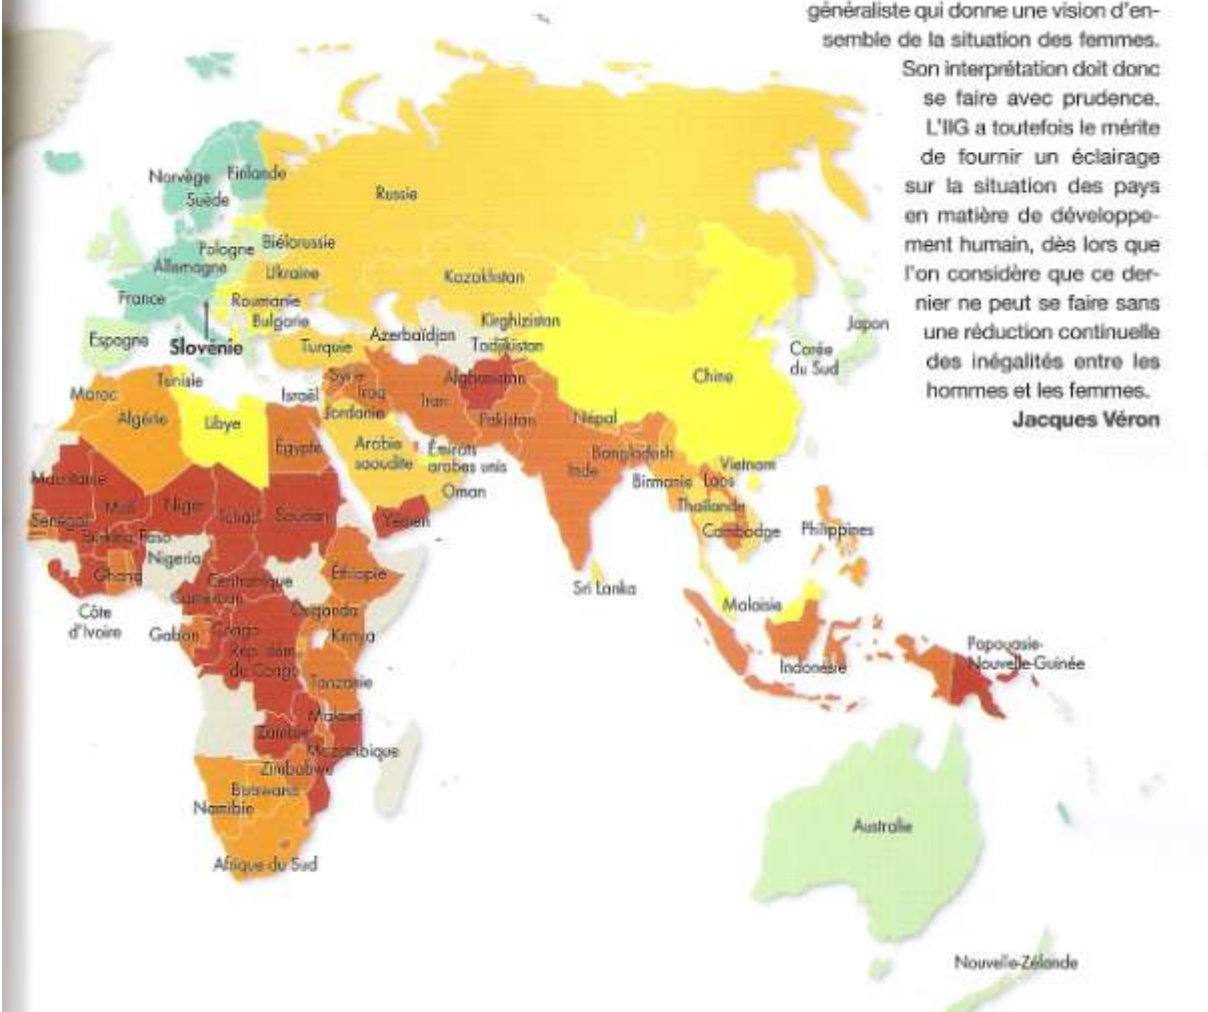 généraliste qui donne une vision d'en-
semble de la situation des femmes.
Son interprétation doit donc
se faire avec prudence.
L'IIG a toutefois le mérite
de fournir un éclairage
sur la situation des pays
en matière de développe-
ment humain, dès lors que
l'on considère que ce der-
nier ne peut se faire sans
une réduction continuelle
des inégalités entre les
hommes et les femmes.
Jacques Véron
Norvège
Finlande
Suède
Russie
Pologne
Biélorussie
Allemagne
Ukraine
Kazakhstan
France
Roumanie
Bulgarie
Kirghizistan
Espagne
Slovénie
Turquie
Azerbaïdjan
Tadjikistan
Japon
Corée
du Sud
Tunisie
Maroc
Israël
Syrie
Iraq
Iran
Afghanistan
Chine
Algérie
Libye
Jordanie
Pakistan
Népal
Égypte
Arabie
saoudite
Émirats
arabes unis
Bangladesh
Inde
Vietnam
Birmanie
Laos
Oman
Mauritanie
Mali
Niger
Tchad
Soudan
Yémen
Thaïlande
Sénégal
Burkina Faso
Cambodge
Philippines
Nigeria
Ghana
Centrafrique
Éthiopie
Sri Lanka
Cameroun
Côte
d'Ivoire
Ouganda
Malaisie
Gabon
Congo
Kenya
Rép. dém.
du Congo
Indonésie
Papouasie-
Nouvelle-Guinée
Tanzanie
Malawi
Zambie
Mozambique
Zimbabwe
Botswana
Namibie
Australie
Afrique du Sud
Nouvelle-Zélande